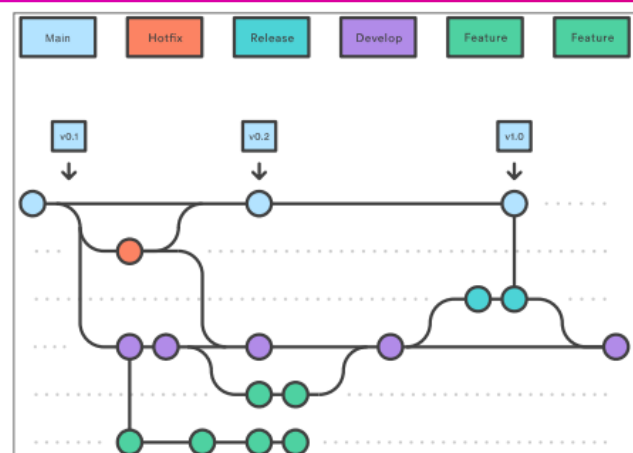 Main
Hotfix
Release
Develop
Feature
Feature
v0.1
v0.2
v1.0